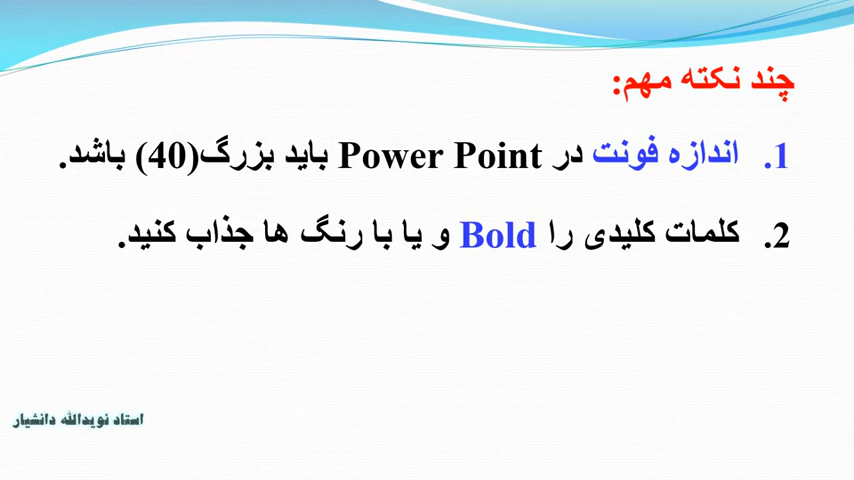 چند نکته مهم:
1. اندازه فونت در Power Point باید بزرگ(40) باشد.
2. کلمات کلیدی را Bold و یا با رنگ ها جذاب کنید.
استاد نویدالله دانشیار